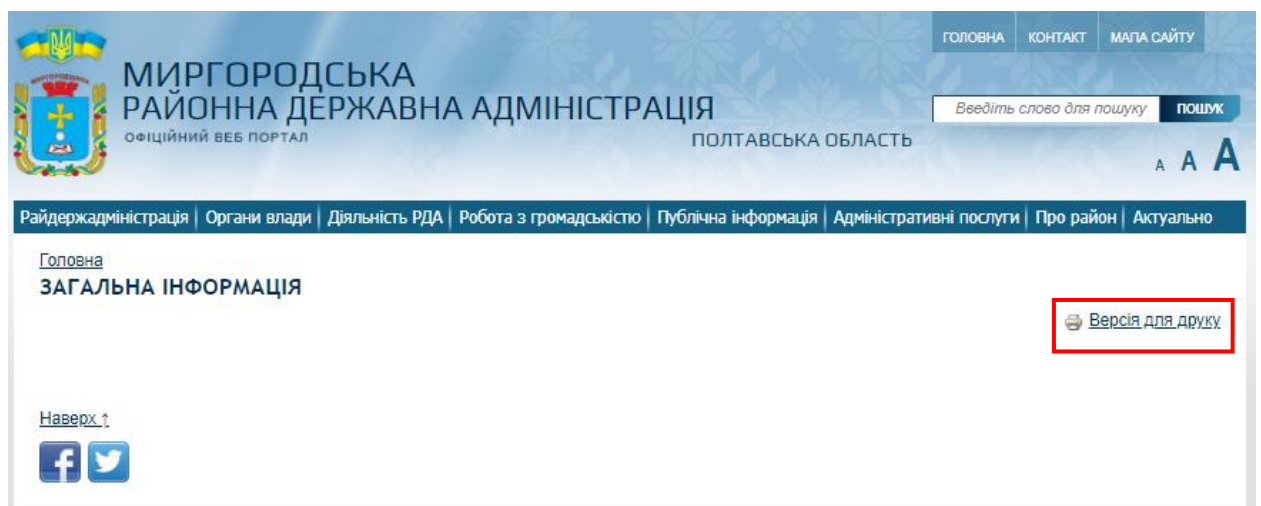 ГОЛОВНА КОНТАКТ МАПА САЙТУ
МИРГОРОДСЬКА
РАЙОННА ДЕРЖАВНА АДМІНІСТРАЦІЯ
ОФІЦІЙНИЙ ВЕБ ПОРТАЛ
ПОЛТАВСЬКА ОБЛАСТЬ
Введіть слово для пошуку ПОШУК
А А А
Райдержадміністрація Органи влади Діяльність РДА Робота з громадськістю Публічна інформація Адміністративні послуги Про район Актуально
Головна
ЗАГАЛЬНА ІНФОРМАЦІЯ
Версія для друку
Наверх ↑